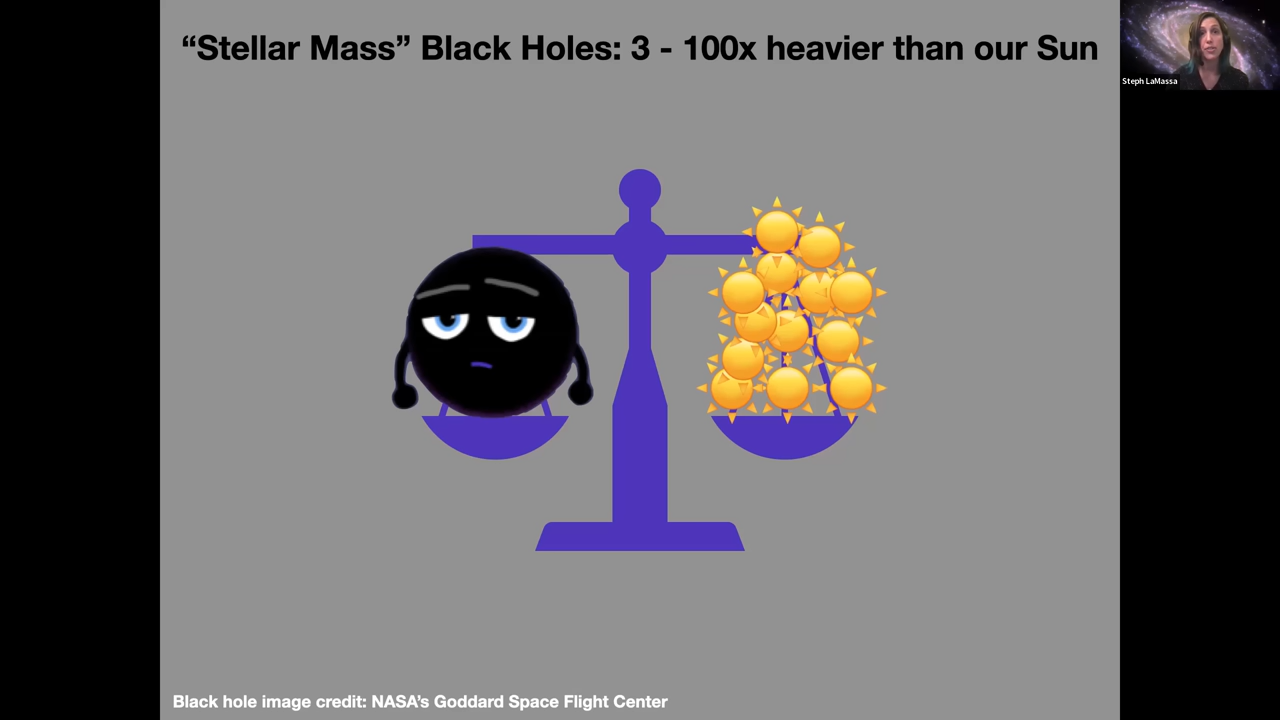 “Stellar Mass” Black Holes: 3 - 100x heavier than our Sun
Steph LaMassa
Black hole image credit: NASA’s Goddard Space Flight Center